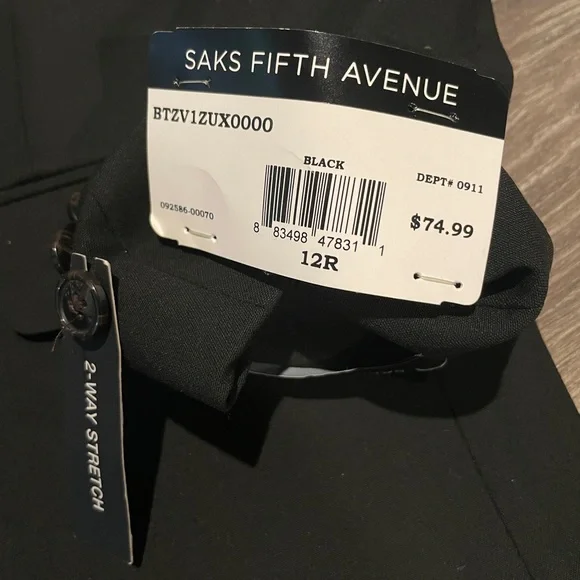 SAKS FIFTH AVENUE
BTZV1ZUX0000
BLACK
DEPT# 0911
092586-00070
8 83498 47831 1
$74.99
12R
2-WAY STRETCH